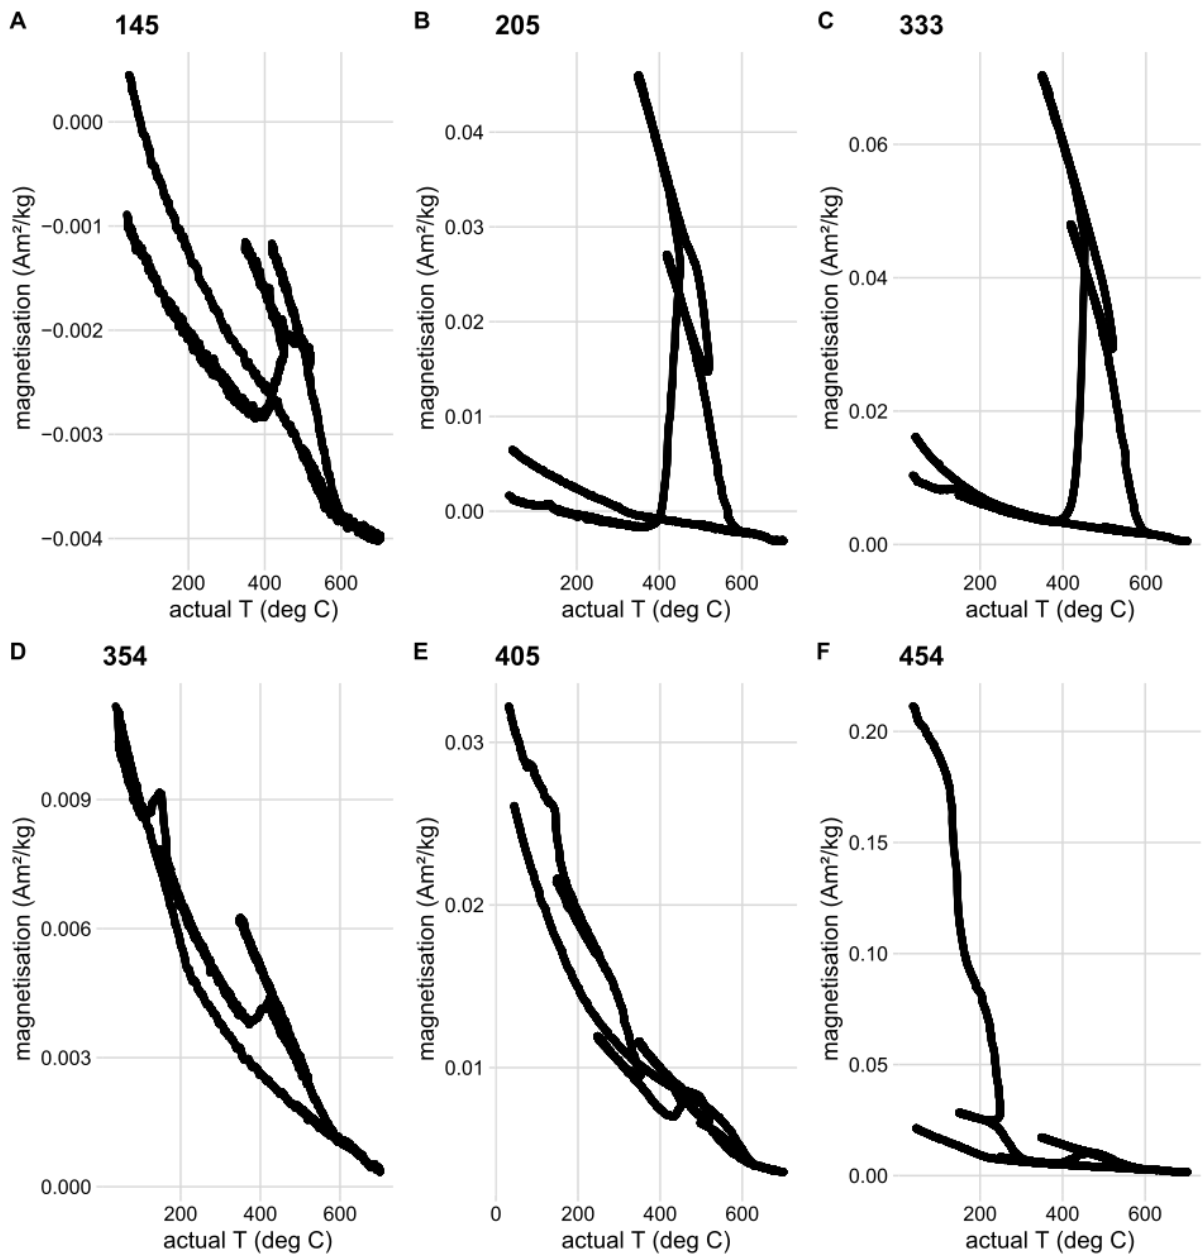 A 145
0.000
−0.001
−0.002
−0.003
−0.004
magnetisation (Am²/kg)
200 400 600
actual T (deg C)
B 205
0.04
0.03
0.02
0.01
0.00
magnetisation (Am²/kg)
0 200 400 600
actual T (deg C)
C 333
0.06
0.04
0.02
0.00
magnetisation (Am²/kg)
200 400 600
actual T (deg C)
D 354
0.009
0.006
0.003
0.000
magnetisation (Am²/kg)
200 400 600
actual T (deg C)
E 405
0.03
0.02
0.01
magnetisation (Am²/kg)
0 200 400 600
actual T (deg C)
F 454
0.20
0.15
0.10
0.05
0.00
magnetisation (Am²/kg)
200 400 600
actual T (deg C)